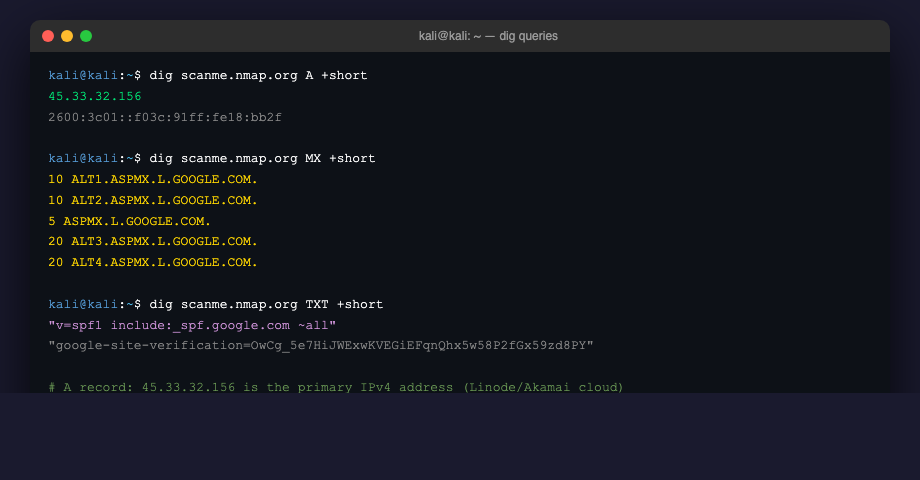 kali@kali: ~ — dig queries
kali@kali:~$ dig scanme.nmap.org A +short
45.33.32.156
2600:3c01::f03c:91ff:fe18:bb2f
kali@kali:~$ dig scanme.nmap.org MX +short
10 ALT1.ASPMX.L.GOOGLE.COM.
10 ALT2.ASPMX.L.GOOGLE.COM.
5 ASPMX.L.GOOGLE.COM.
20 ALT3.ASPMX.L.GOOGLE.COM.
20 ALT4.ASPMX.L.GOOGLE.COM.
kali@kali:~$ dig scanme.nmap.org TXT +short
"v=spf1 include:_spf.google.com ~all"
"google-site-verification=OwCg_5e7HiJWExwKVEGiEFqnQhx5w58P2fGx59zd8PY"
# A record: 45.33.32.156 is the primary IPv4 address (Linode/Akamai cloud)